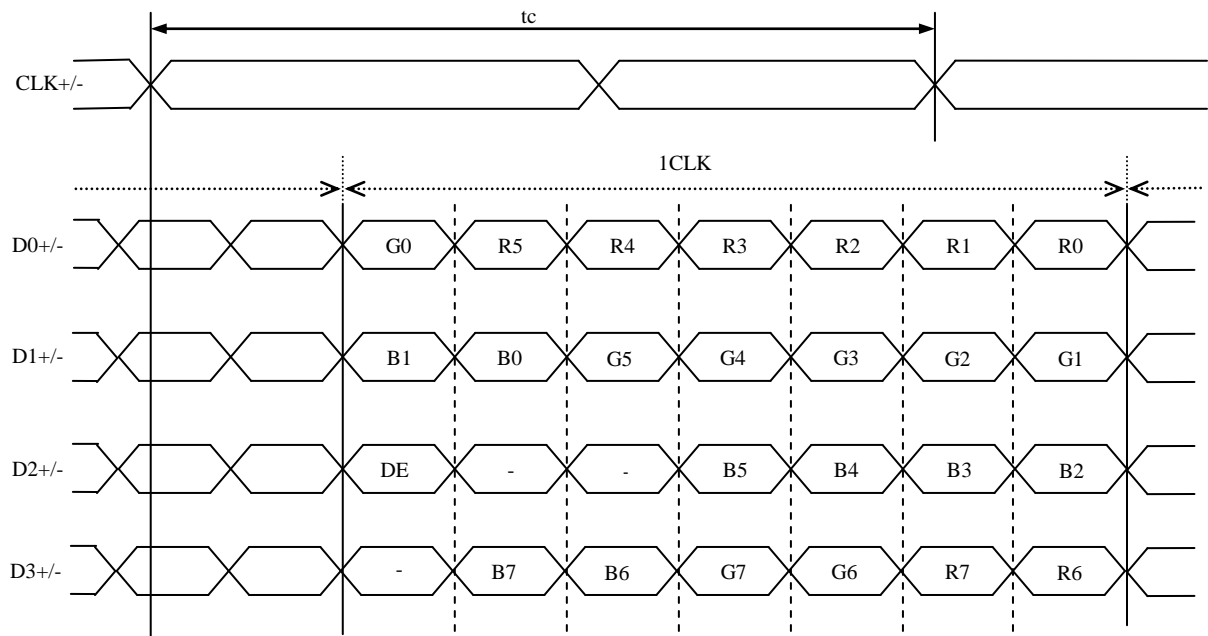 tc
CLK+/-
1CLK
D0+/- G0 R5 R4 R3 R2 R1 R0
D1+/- B1 B0 G5 G4 G3 G2 G1
D2+/- DE - - B5 B4 B3 B2
D3+/- - B7 B6 G7 G6 R7 R6